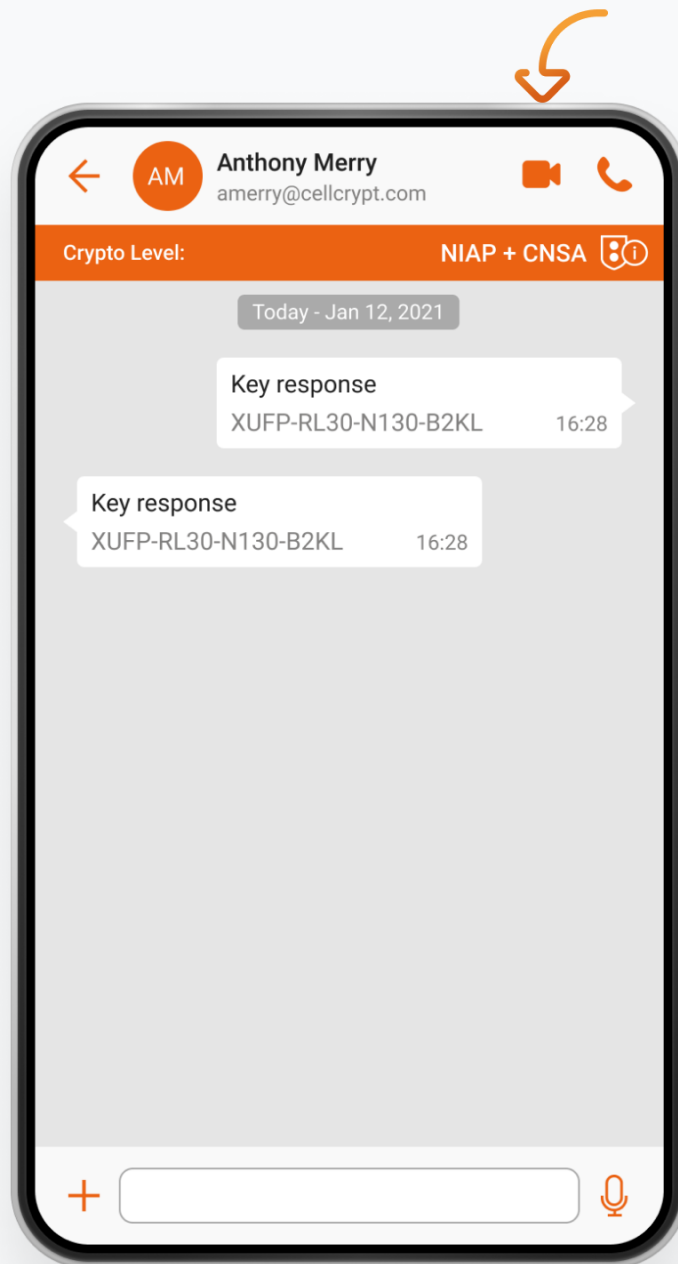 AM
Anthony Merry
amerry@cellcrypt.com
Crypto Level:
NIAP + CNSA
Today - Jan 12, 2021
Key response
XUFP-RL30-N130-B2KL 16:28
Key response
XUFP-RL30-N130-B2KL 16:28